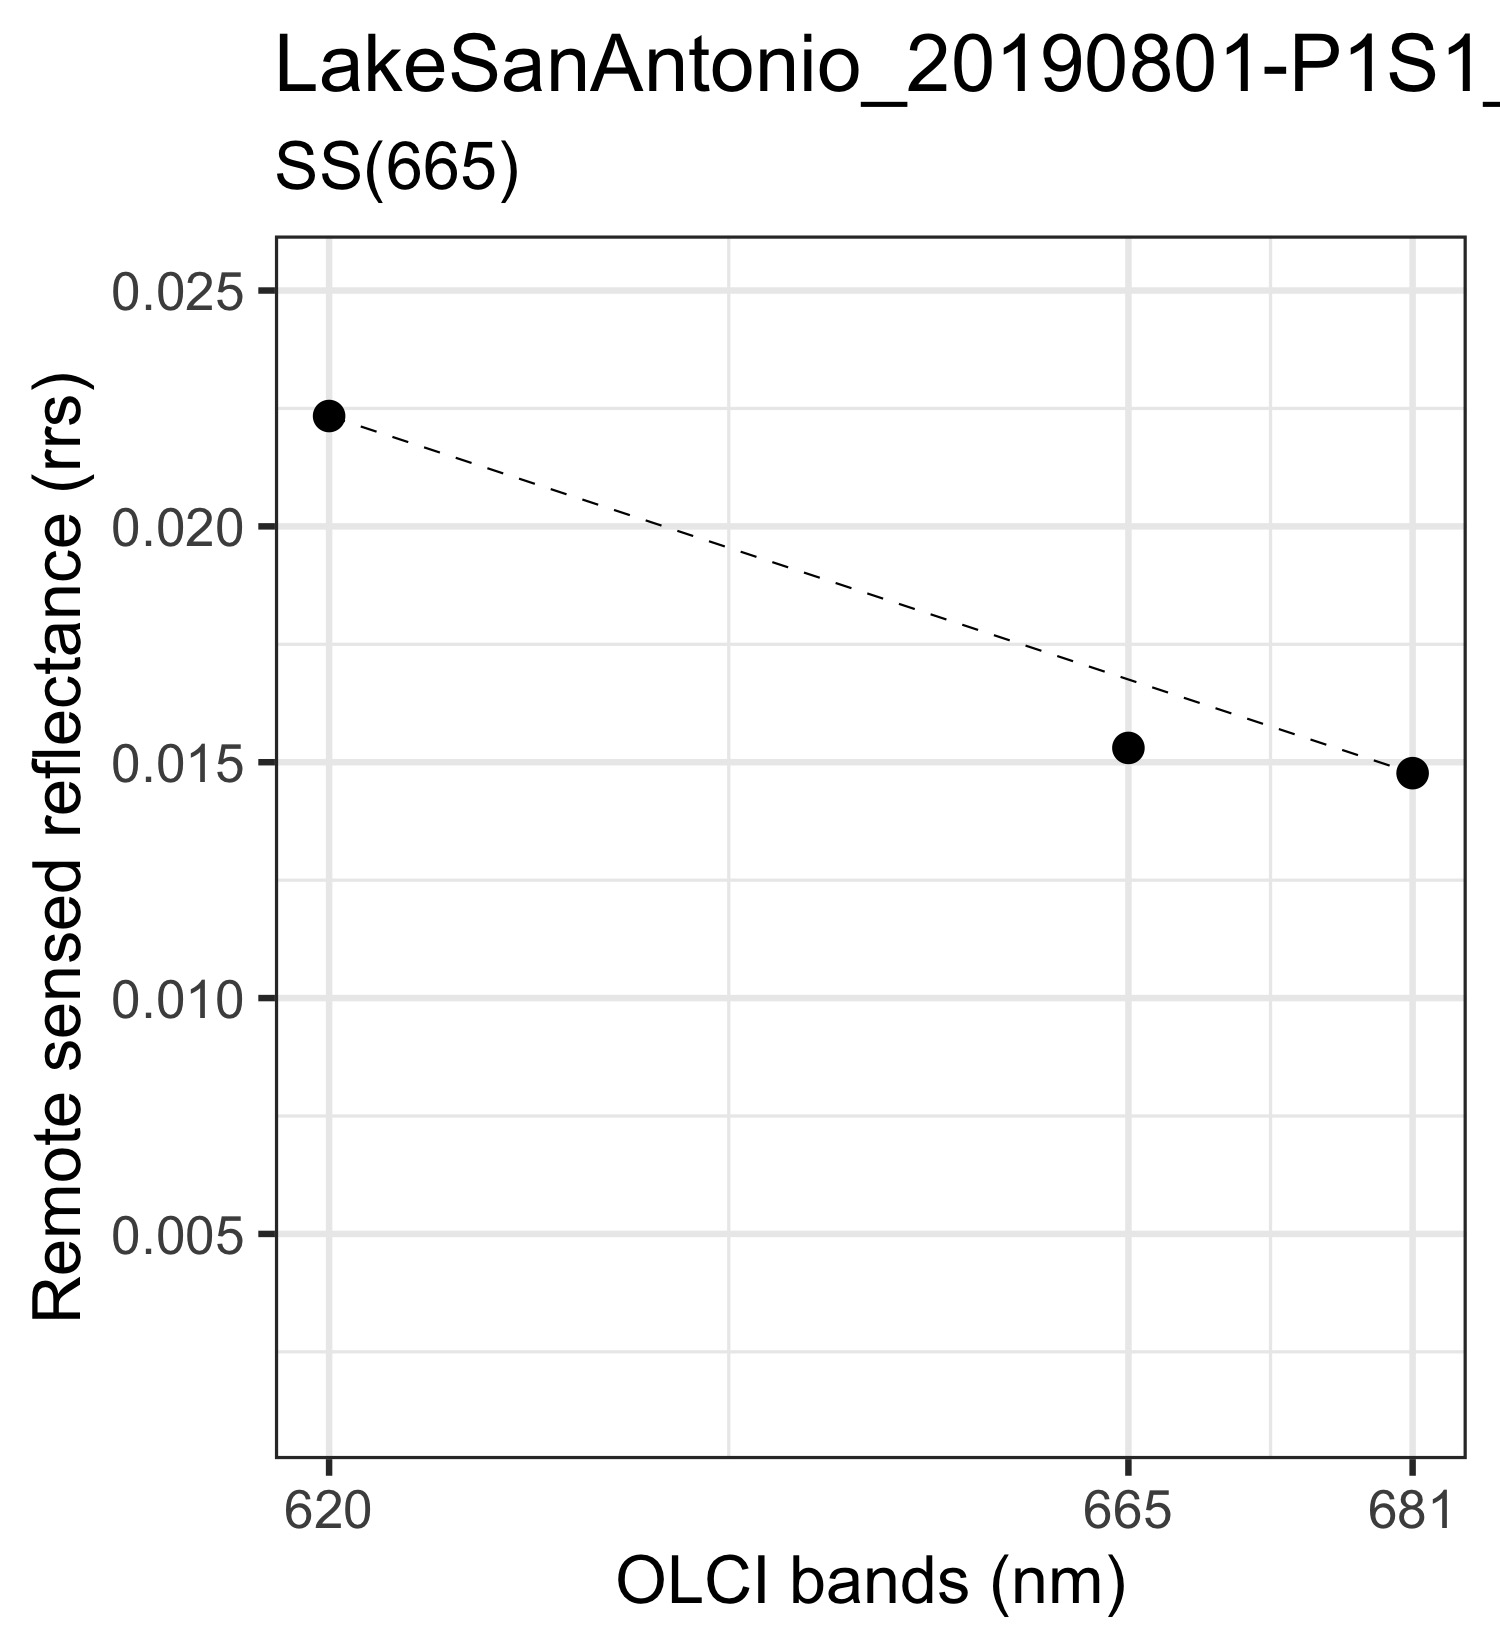 LakeSanAntonio_20190801-P1S1_
SS(665)
Remote sensed reflectance (rrs)
0.025
0.020
0.015
0.010
0.005
620 665 681
OLCI bands (nm)